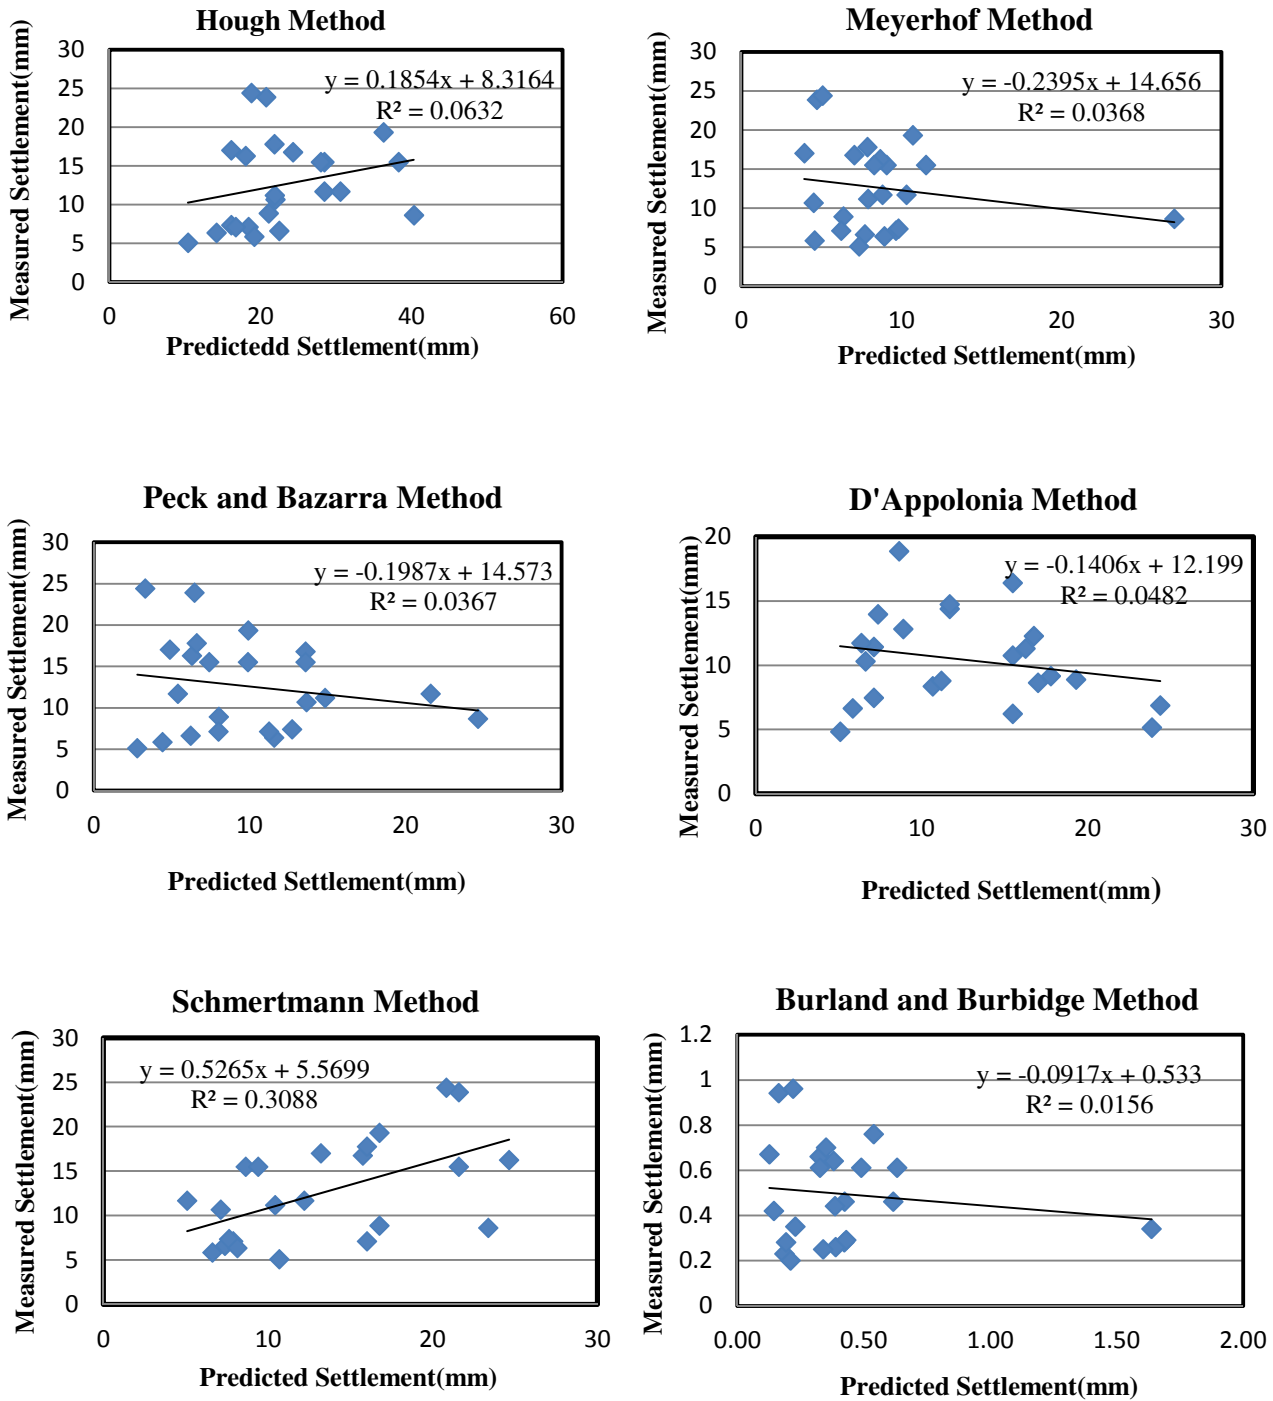 Hough Method
Measured Settlement(mm)
30
25
20
15
10
5
0
y = 0.1854x + 8.3164
R² = 0.0632
0 20 40 60
Predictedd Settlement(mm)
Meyerhof Method
Measured Settlement(mm)
30
25
20
15
10
5
0
y = -0.2395x + 14.656
R² = 0.0368
0 10 20 30
Predicted Settlement(mm)
Peck and Bazarra Method
Measured Settlement(mm)
30
25
20
15
10
5
0
y = -0.1987x + 14.573
R² = 0.0367
0 10 20 30
Predicted Settlement(mm)
D'Appolonia Method
Measured Settlement(mm)
20
15
10
5
0
y = -0.1406x + 12.199
R² = 0.0482
0 10 20 30
Predicted Settlement(mm)
Schmertmann Method
Measured Settlement(mm)
30
25
20
15
10
5
0
y = 0.5265x + 5.5699
R² = 0.3088
0 10 20 30
Predicted Settlement(mm)
Burland and Burbidge Method
Measured Settlement(mm)
1.2
1
0.8
0.6
0.4
0.2
0
y = -0.0917x + 0.533
R² = 0.0156
0.00 0.50 1.00 1.50 2.00
Predicted Settlement(mm)